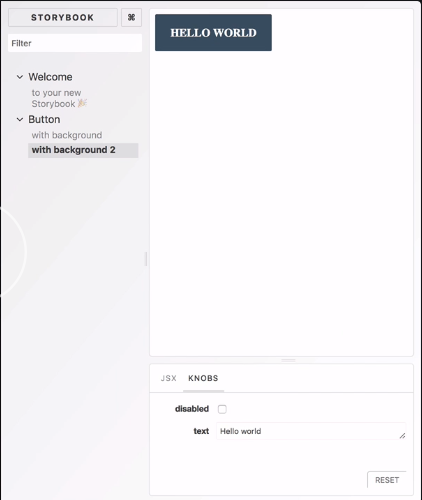 STORYBOOK
⌘
Filter
Welcome
to your new
Storybook 🎉
Button
with background
with background 2
HELLO WORLD
JSX KNOBS
disabled
text Hello world
RESET